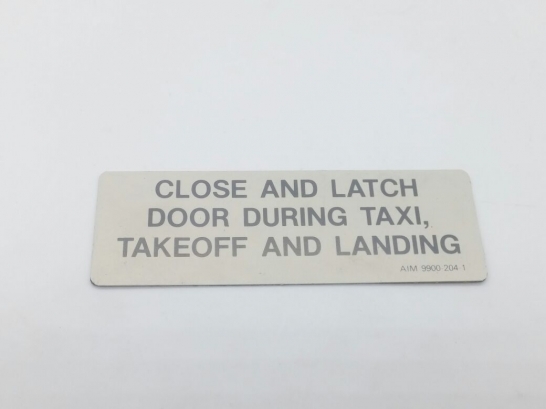 CLOSE AND LATCH
DOOR DURING TAXI,
TAKEOFF AND LANDING
AIM 9900 204 1